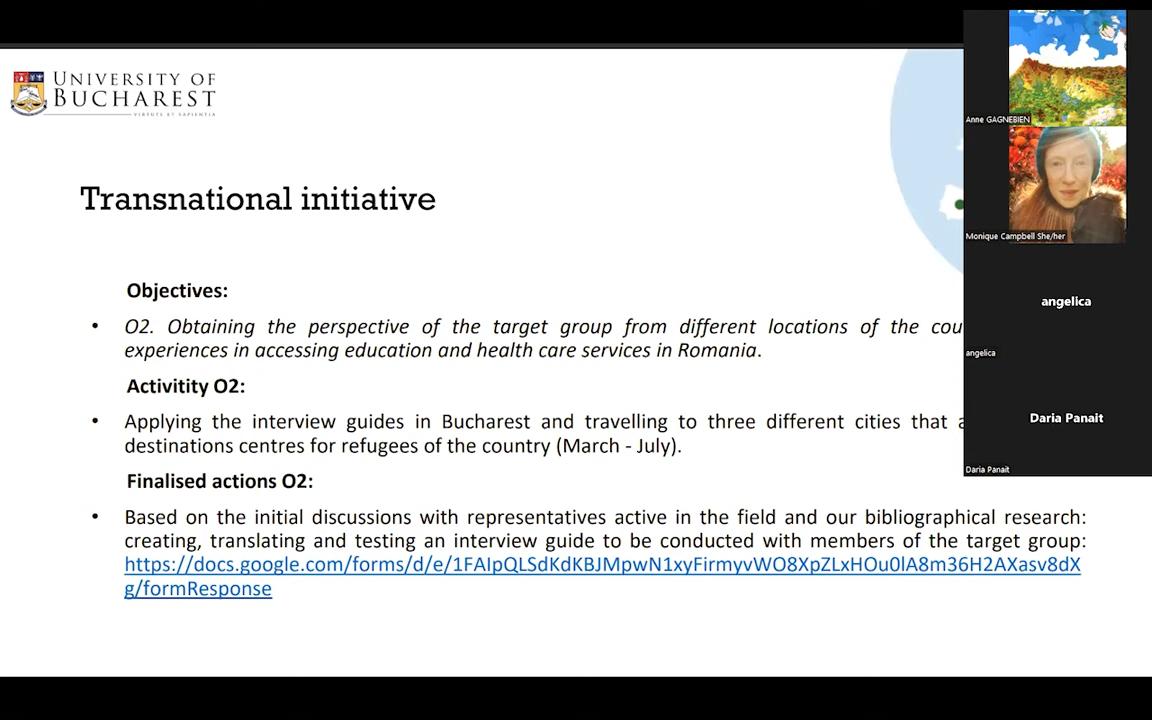 UNIVERSITY OF
BUCHAREST
VIRTUTE ET SAPIENTIA
Transnational initiative
Objectives:
• O2. Obtaining the perspective of the target group from different locations of the cou
experiences in accessing education and health care services in Romania.
Activitity O2:
• Applying the interview guides in Bucharest and travelling to three different cities that a
destinations centres for refugees of the country (March - July).
Finalised actions O2:
• Based on the initial discussions with representatives active in the field and our bibliographical research:
creating, translating and testing an interview guide to be conducted with members of the target group:
https://docs.google.com/forms/d/e/1FAIpQLSdKdKBJMpwN1xyFirmyvWO8XpZLxHOu0lA8m36H2AXasv8dX
g/formResponse
Anne GAGNEBIEN
Monique Campbell She/her
angelica
angelica
Daria Panait
Daria Panait